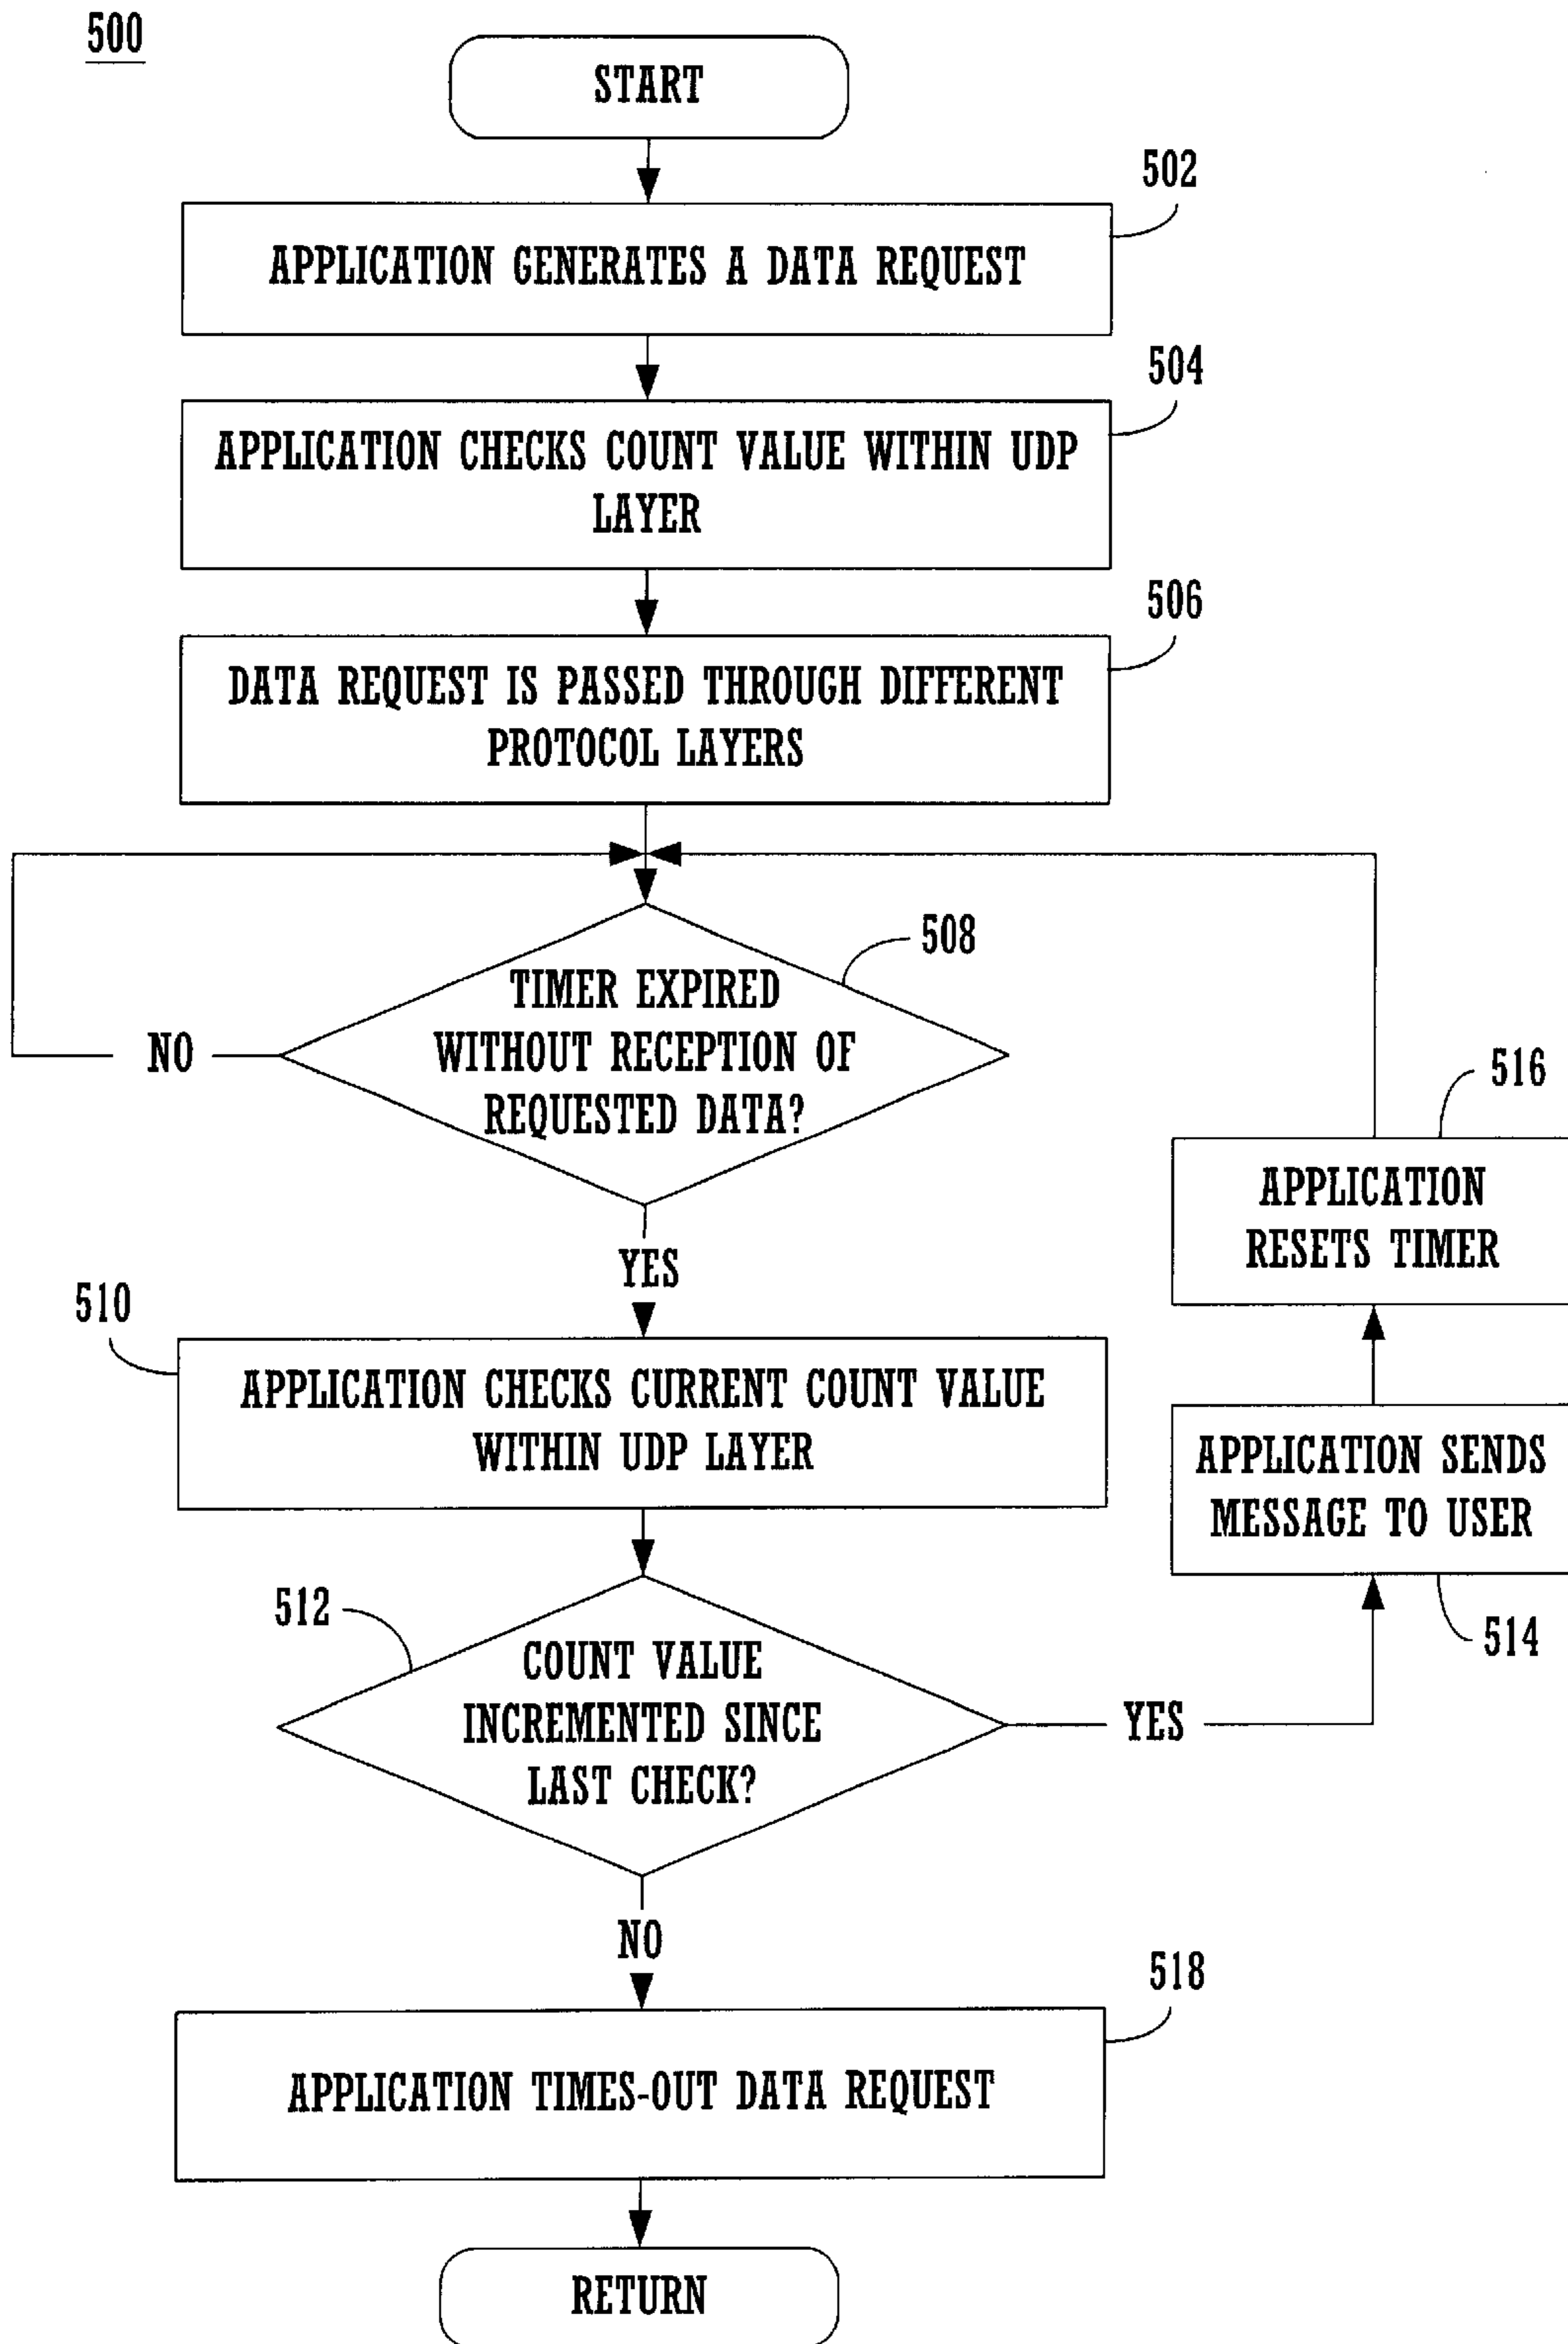 500
START
502
APPLICATION GENERATES A DATA REQUEST
504
APPLICATION CHECKS COUNT VALUE WITHIN UDP
LAYER
506
DATA REQUEST IS PASSED THROUGH DIFFERENT
PROTOCOL LAYERS
508
TIMER EXPIRED
WITHOUT RECEPTION OF
REQUESTED DATA?
NO
YES
510
APPLICATION CHECKS CURRENT COUNT VALUE
WITHIN UDP LAYER
512
COUNT VALUE
INCREMENTED SINCE
LAST CHECK?
YES
514
APPLICATION SENDS
MESSAGE TO USER
516
APPLICATION
RESETS TIMER
NO
518
APPLICATION TIMES-OUT DATA REQUEST
RETURN